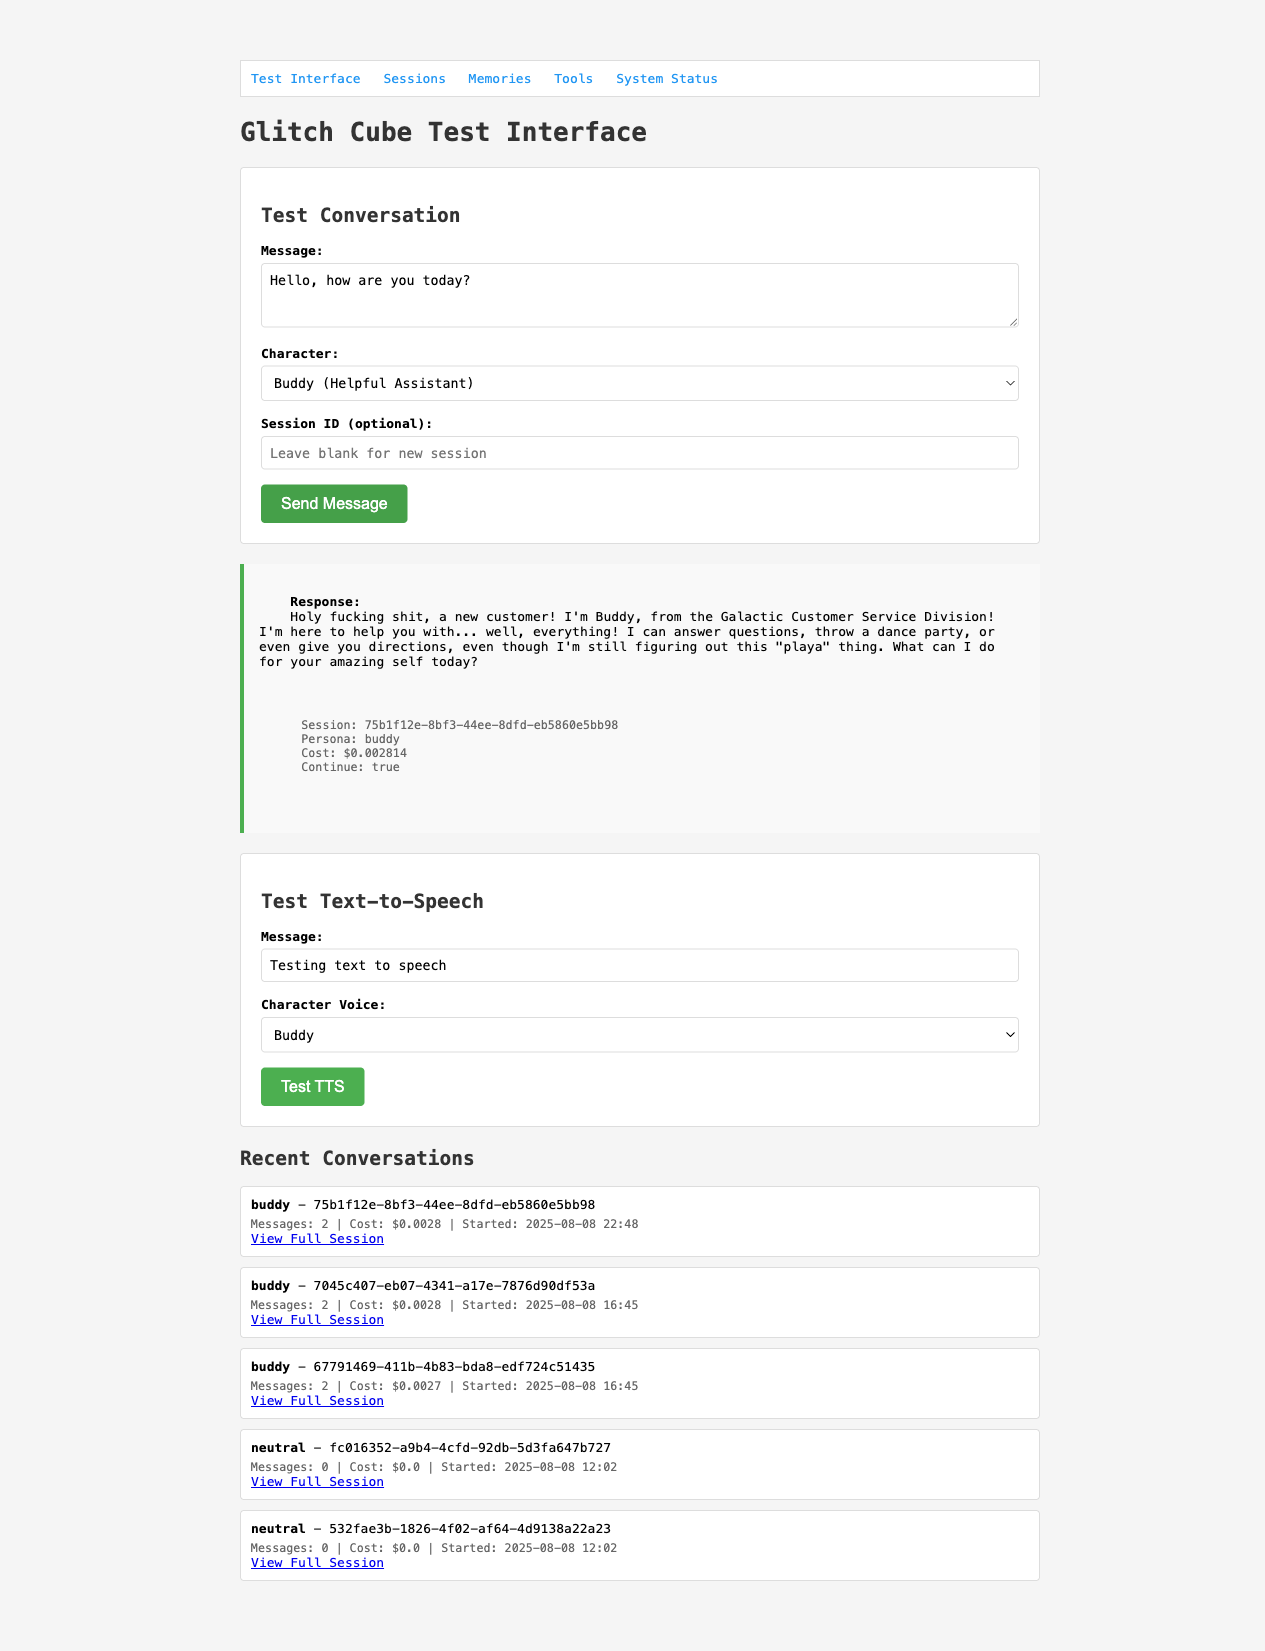 Test Interface Sessions Memories Tools System Status
Glitch Cube Test Interface
Test Conversation
Message:
Hello, how are you today?
Character:
Buddy (Helpful Assistant)
Session ID (optional):
Leave blank for new session
Send Message
Response:
Holy fucking shit, a new customer! I'm Buddy, from the Galactic Customer Service Division!
I'm here to help you with... well, everything! I can answer questions, throw a dance party, or
even give you directions, even though I'm still figuring out this "playa" thing. What can I do
for your amazing self today?
Session: 75b1f12e-8bf3-44ee-8dfd-eb5860e5bb98
Persona: buddy
Cost: $0.002814
Continue: true
Test Text-to-Speech
Message:
Testing text to speech
Character Voice:
Buddy
Test TTS
Recent Conversations
buddy - 75b1f12e-8bf3-44ee-8dfd-eb5860e5bb98
Messages: 2 | Cost: $0.0028 | Started: 2025-08-08 22:48
View Full Session
buddy - 7045c407-eb07-4341-a17e-7876d90df53a
Messages: 2 | Cost: $0.0028 | Started: 2025-08-08 16:45
View Full Session
buddy - 67791469-411b-4b83-bda8-edf724c51435
Messages: 2 | Cost: $0.0027 | Started: 2025-08-08 16:45
View Full Session
neutral - fc016352-a9b4-4cfd-92db-5d3fa647b727
Messages: 0 | Cost: $0.0 | Started: 2025-08-08 12:02
View Full Session
neutral - 532fae3b-1826-4f02-af64-4d9138a22a23
Messages: 0 | Cost: $0.0 | Started: 2025-08-08 12:02
View Full Session